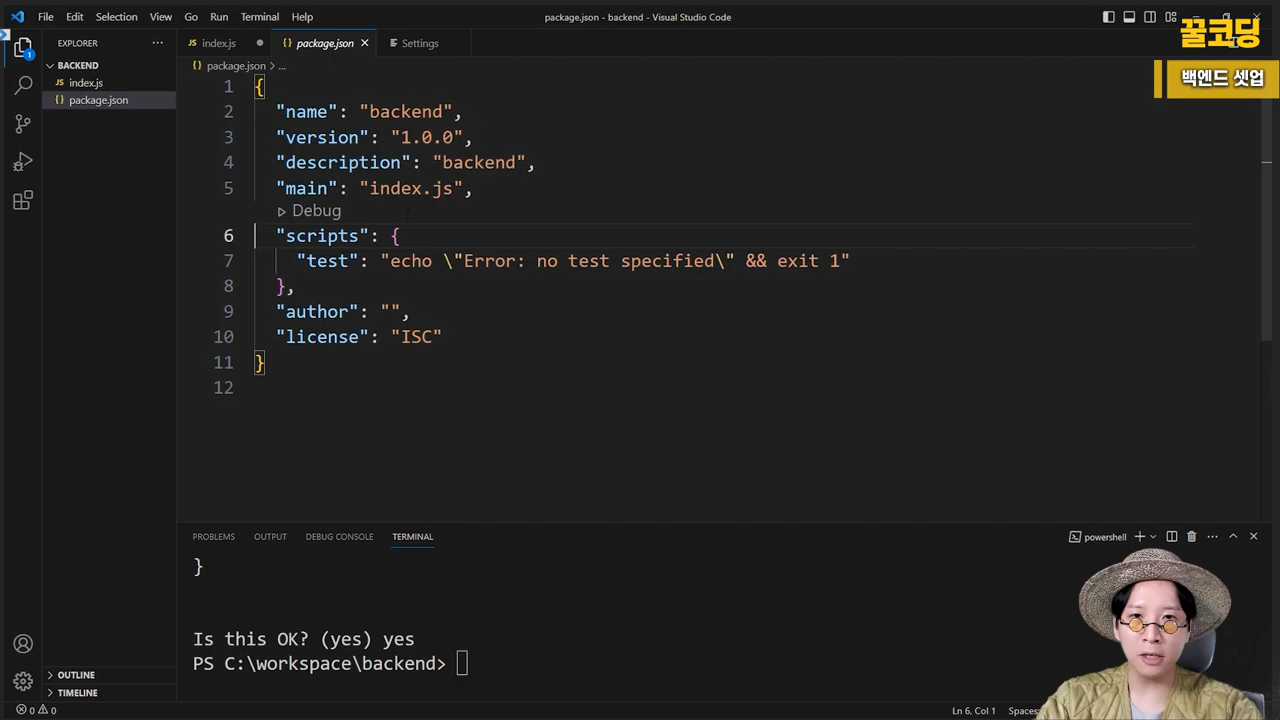 File Edit Selection View Go Run Terminal Help
package.json - backend - Visual Studio Code
꿀코딩
백엔드 셋업
EXPLORER
BACKEND
JS index.js
{} package.json
OUTLINE
TIMELINE
JS index.js
{} package.json
Settings
{} package.json > ...
1 {
2 "name": "backend",
3 "version": "1.0.0",
4 "description": "backend",
5 "main": "index.js",
Debug
6 "scripts": {
7 "test": "echo \"Error: no test specified\" && exit 1"
8 },
9 "author": "",
10 "license": "ISC"
11 }
12
PROBLEMS OUTPUT DEBUG CONSOLE TERMINAL
powershell
}
Is this OK? (yes) yes
PS C:\workspace\backend>
1
0 0
Ln 6, Col 1 Spaces: